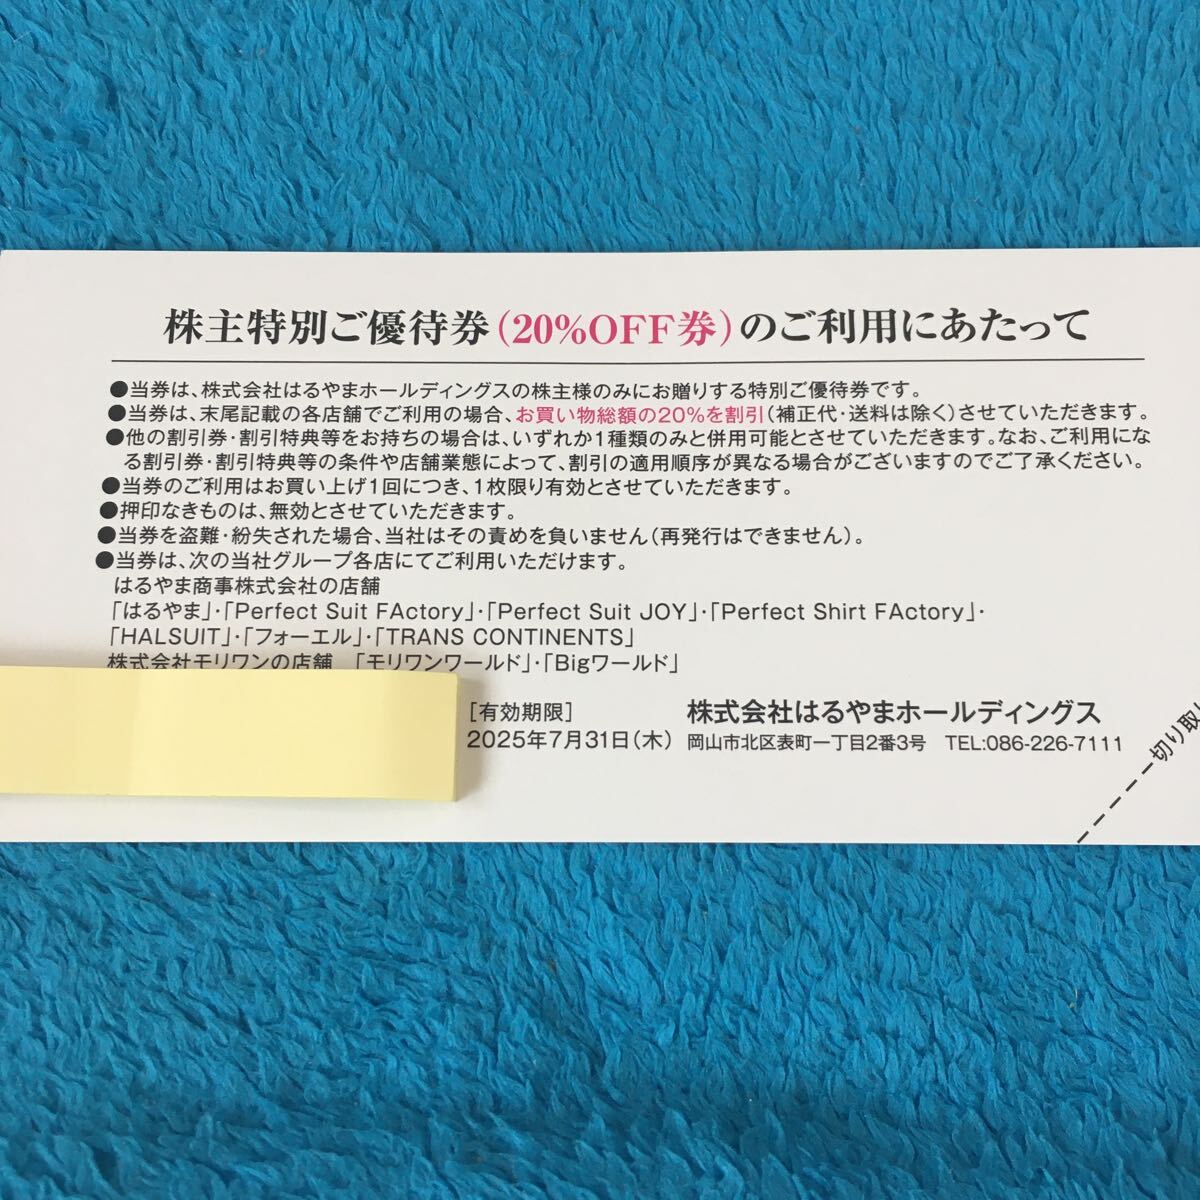 株主特別ご優待券(20%OFF券)のご利用にあたって
●当券は、株式会社はるやまホールディングスの株主様のみにお贈りする特別ご優待券です。
●当券は、末尾記載の各店舗でご利用の場合、お買い物総額の20%を割引(補正代・送料は除く)させていただきます。
●他の割引券・割引特典等をお持ちの場合は、いずれか1種類のみと併用可能とさせていただきます。なお、ご利用にな
る割引券・割引特典等の条件や店舗業態によって、割引の適用順序が異なる場合がございますのでご了承ください。
●当券のご利用はお買い上げ1回につき、1枚限り有効とさせていただきます。
●押印なきものは、無効とさせていただきます。
●当券を盗難・紛失された場合、当社はその責めを負いません(再発行はできません)。
●当券は、次の当社グループ各店にてご利用いただけます。
はるやま商事株式会社の店舗
「はるやま」・「Perfect Suit FActory」・「Perfect Suit JOY」・「Perfect Shirt FActory」・
「HALSUIT」・「フォーエル」・「TRANS CONTINENTS」
株式会社モリワンの店舗 「モリワンワールド」・「Bigワールド」
[有効期限]
2025年7月31日(木)
株式会社はるやまホールディングス
岡山市北区表町一丁目2番3号 TEL:086-226-7111
切り取り